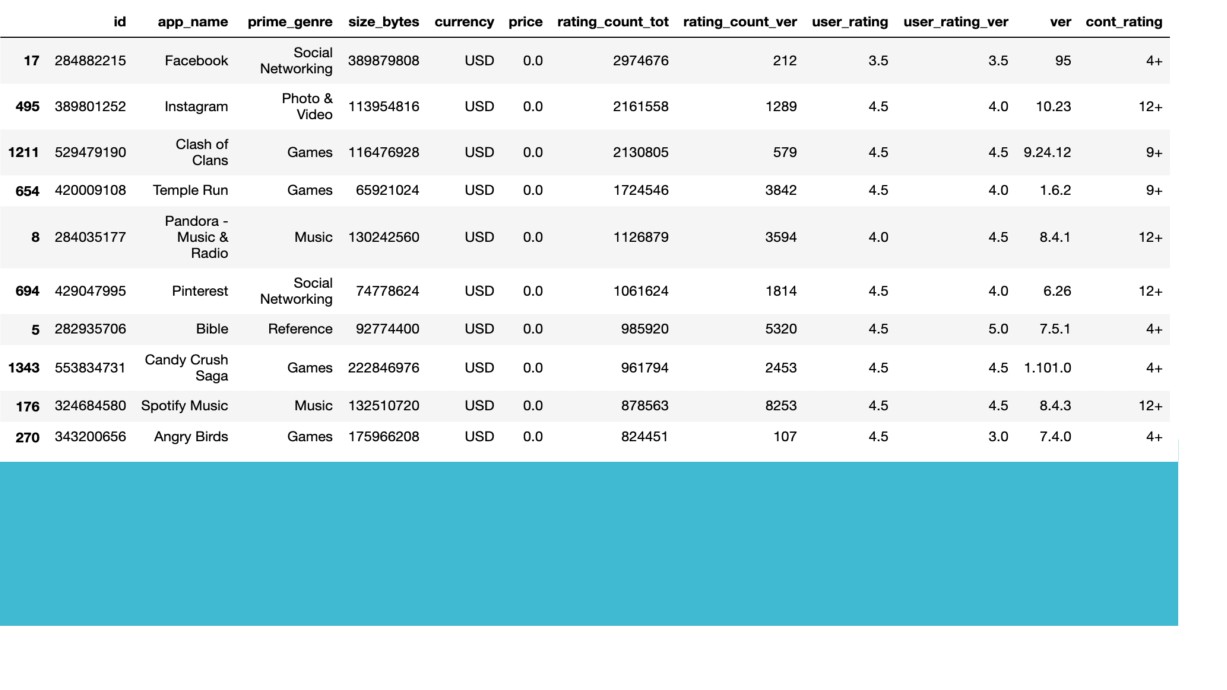 id app_name prime_genre size_bytes currency price rating_count_tot rating_count_ver user_rating user_rating_ver ver cont_rating
17 284882215 Facebook Social Networking 389879808 USD 0.0 2974676 212 3.5 3.5 95 4+
495 389801252 Instagram Photo & Video 113954816 USD 0.0 2161558 1289 4.5 4.0 10.23 12+
1211 529479190 Clash of Clans Games 116476928 USD 0.0 2130805 579 4.5 4.5 9.24.12 9+
654 420009108 Temple Run Games 65921024 USD 0.0 1724546 3842 4.5 4.0 1.6.2 9+
8 284035177 Pandora - Music & Radio Music 130242560 USD 0.0 1126879 3594 4.0 4.5 8.4.1 12+
694 429047995 Pinterest Social Networking 74778624 USD 0.0 1061624 1814 4.5 4.0 6.26 12+
5 282935706 Bible Reference 92774400 USD 0.0 985920 5320 4.5 5.0 7.5.1 4+
1343 553834731 Candy Crush Saga Games 222846976 USD 0.0 961794 2453 4.5 4.5 1.101.0 4+
176 324684580 Spotify Music Music 132510720 USD 0.0 878563 8253 4.5 4.5 8.4.3 12+
270 343200656 Angry Birds Games 175966208 USD 0.0 824451 107 4.5 3.0 7.4.0 4+